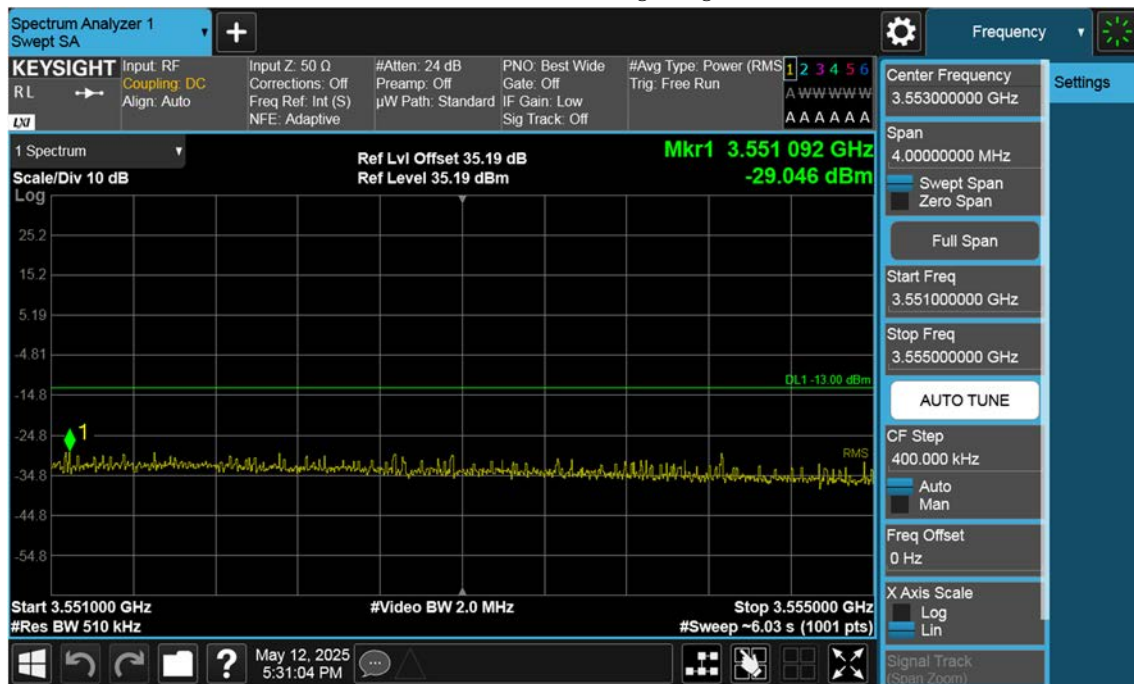 Spectrum Analyzer 1
Swept SA
Frequency
KEYSIGHT
RL
LXI
Input: RF
Coupling: DC
Align: Auto
Input Z: 50 Ω
Corrections: Off
Freq Ref: Int (S)
NFE: Adaptive
#Atten: 24 dB
Preamp: Off
µW Path: Standard
PNO: Best Wide
Gate: Off
IF Gain: Low
Sig Track: Off
#Avg Type: Power (RMS
Trig: Free Run
1 2 3 4 5 6
A W W W W W
A A A A A A
1 Spectrum
Scale/Div 10 dB
Ref Lvl Offset 35.19 dB
Ref Level 35.19 dBm
Mkr1 3.551 092 GHz
-29.046 dBm
Log
25.2
15.2
5.19
-4.81
DL1 -13.00 dBm
-14.8
-24.8
1
RMS
-34.8
-44.8
-54.8
Start 3.551000 GHz
#Res BW 510 kHz
#Video BW 2.0 MHz
Stop 3.555000 GHz
#Sweep ~6.03 s (1001 pts)
May 12, 2025
5:31:04 PM
Center Frequency
3.553000000 GHz
Span
4.00000000 MHz
Swept Span
Zero Span
Full Span
Start Freq
3.551000000 GHz
Stop Freq
3.555000000 GHz
AUTO TUNE
CF Step
400.000 kHz
Auto
Man
Freq Offset
0 Hz
X Axis Scale
Log
Lin
Signal Track
(Span Zoom)
Settings